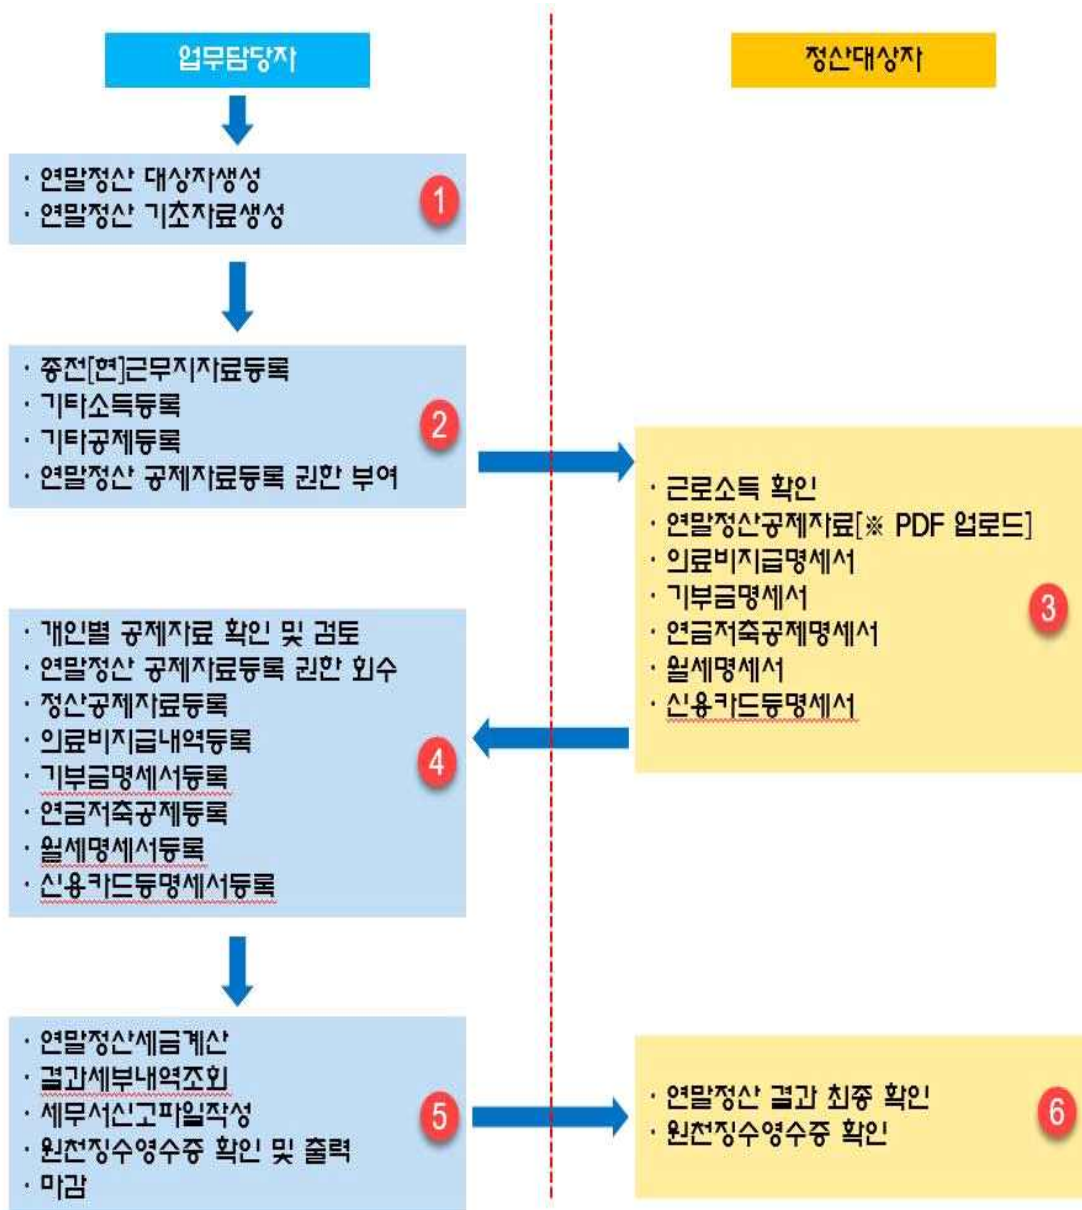 업무담당자
정산대상자
· 연말정산 대상자생성
· 연말정산 기초자료생성
1
· 종전[현]근무지자료등록
· 기타소득등록
· 기타공제등록
· 연말정산 공제자료등록 권한 부여
2
· 근로소득 확인
· 연말정산공제자료[※ PDF 업로드]
· 의료비지급명세서
· 기부금명세서
· 연금저축공제명세서
· 월세명세서
· 신용카드등명세서
3
· 개인별 공제자료 확인 및 검토
· 연말정산 공제자료등록 권한 회수
· 정산공제자료등록
· 의료비지급내역등록
· 기부금명세서등록
· 연금저축공제등록
· 월세명세서등록
· 신용카드등명세서등록
4
· 연말정산세금계산
· 결과세부내역조회
· 세무서신고파일작성
· 원천징수영수증 확인 및 출력
· 마감
5
· 연말정산 결과 최종 확인
· 원천징수영수증 확인
6